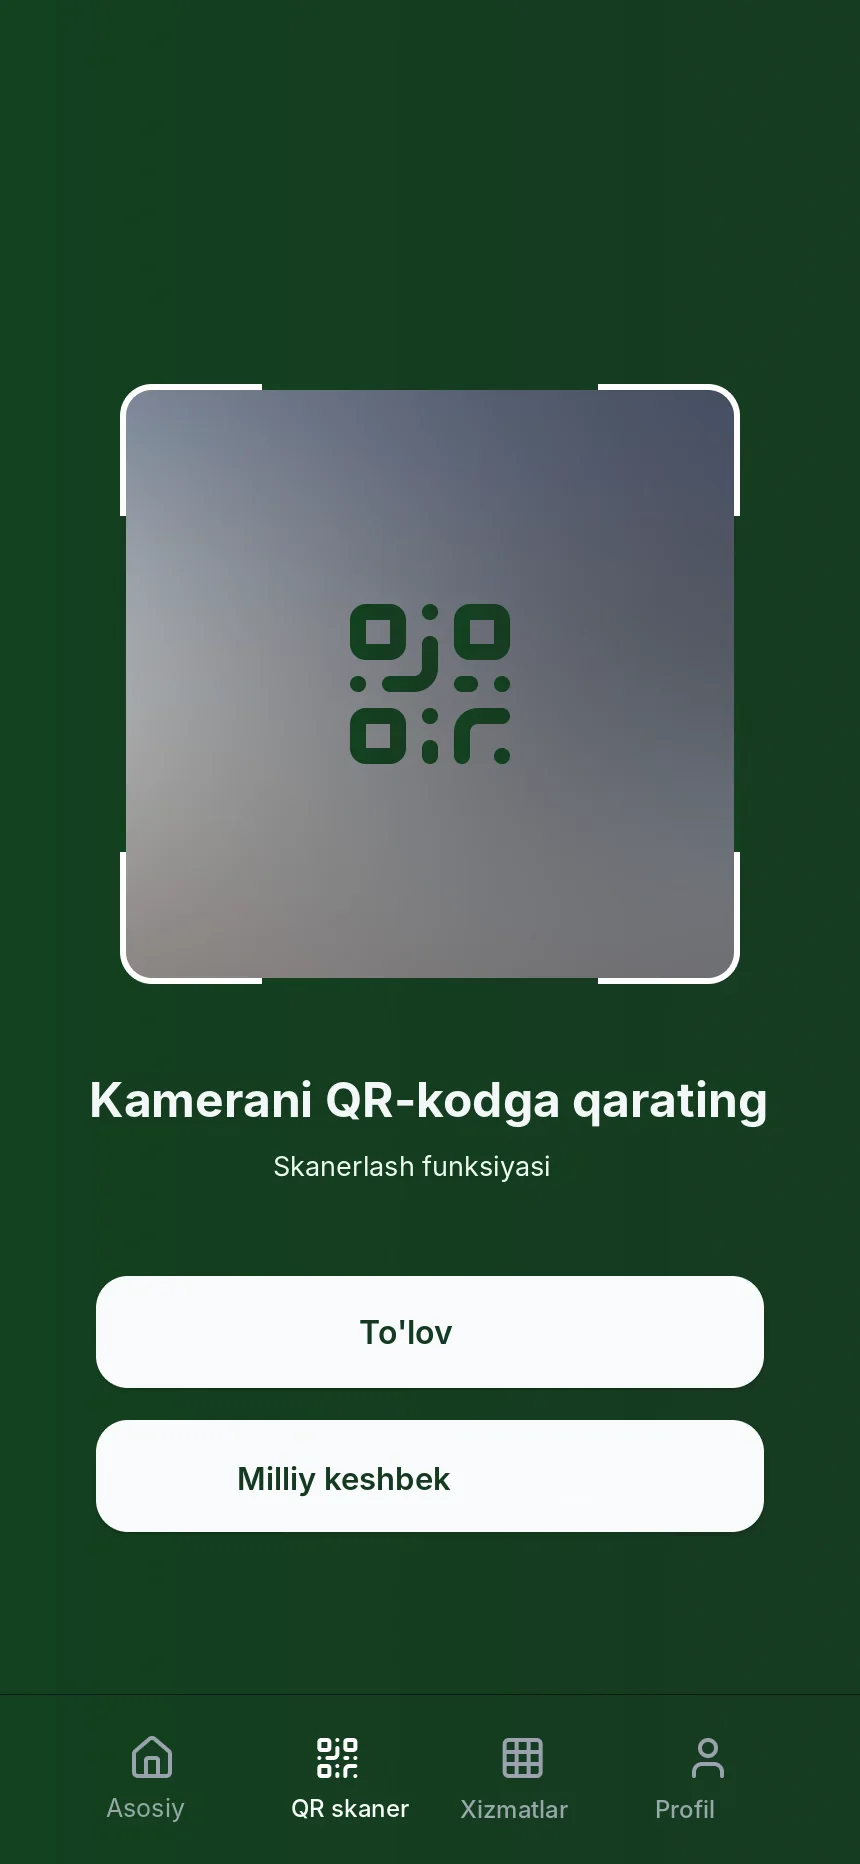 Kamerani QR-kodga qarating
Skanerlash funksiyasi
To'lov
Milliy keshbek
Asosiy
QR skaner
Xizmatlar
Profil